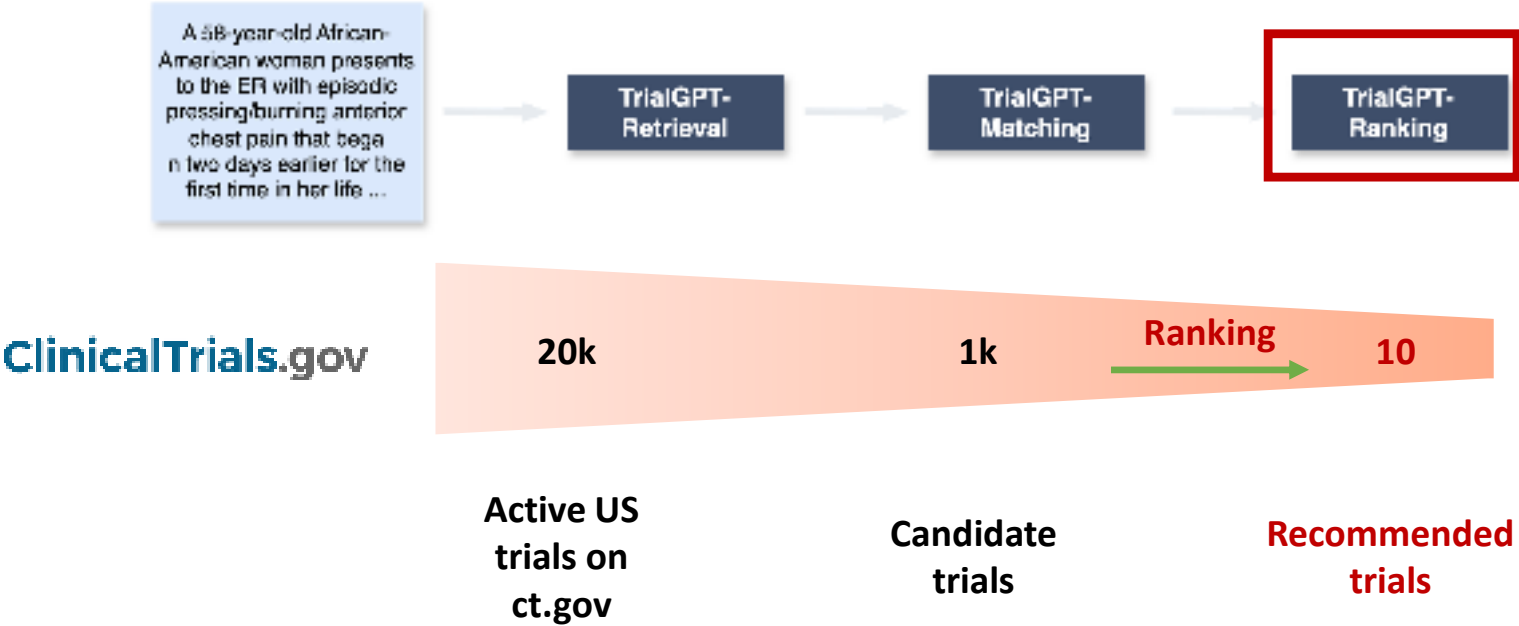 A 58-year-old African-
American woman presents
to the ER with episodic
pressing/burning anterior
chest pain that bega
n two days earlier for the
first time in her life ...
TrialGPT-
Retrieval
TrialGPT-
Matching
TrialGPT-
Ranking
ClinicalTrials.gov
20k
1k
Ranking
10
Active US
trials on
ct.gov
Candidate
trials
Recommended
trials